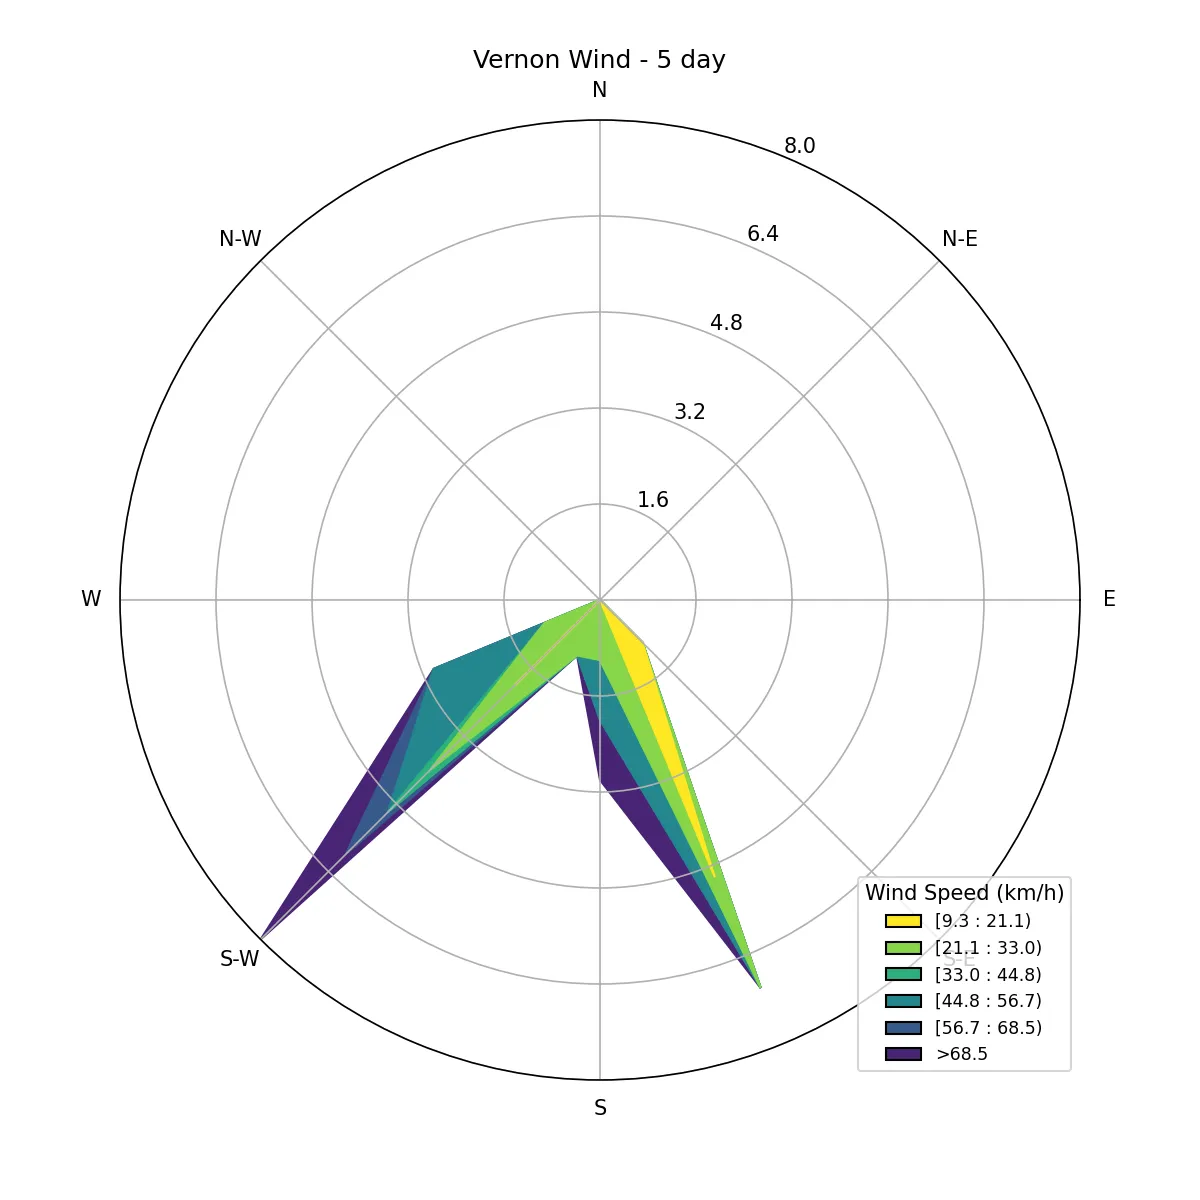 Vernon Wind - 5 day
N
8.0
N-W
6.4
N-E
4.8
3.2
1.6
W
E
Wind Speed (km/h)
[9.3 : 21.1)
[21.1 : 33.0)
S-W
S-E
[33.0 : 44.8)
[44.8 : 56.7)
[56.7 : 68.5)
>68.5
S